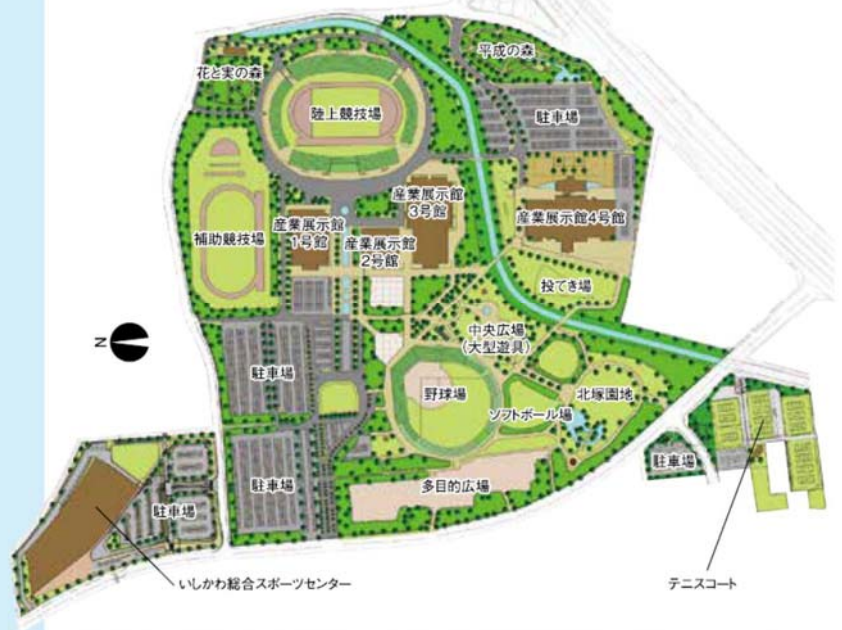 平成の森
花と実の森
陸上競技場
駐車場
産業展示館
3号館
産業展示館4号館
産業展示館
1号館
補助競技場
産業展示館
2号館
投てき場
中央広場
(大型遊具)
N
駐車場
野球場
北塚園地
ソフトボール場
駐車場
駐車場
多目的広場
駐車場
いしかわ総合スポーツセンター
テニスコート